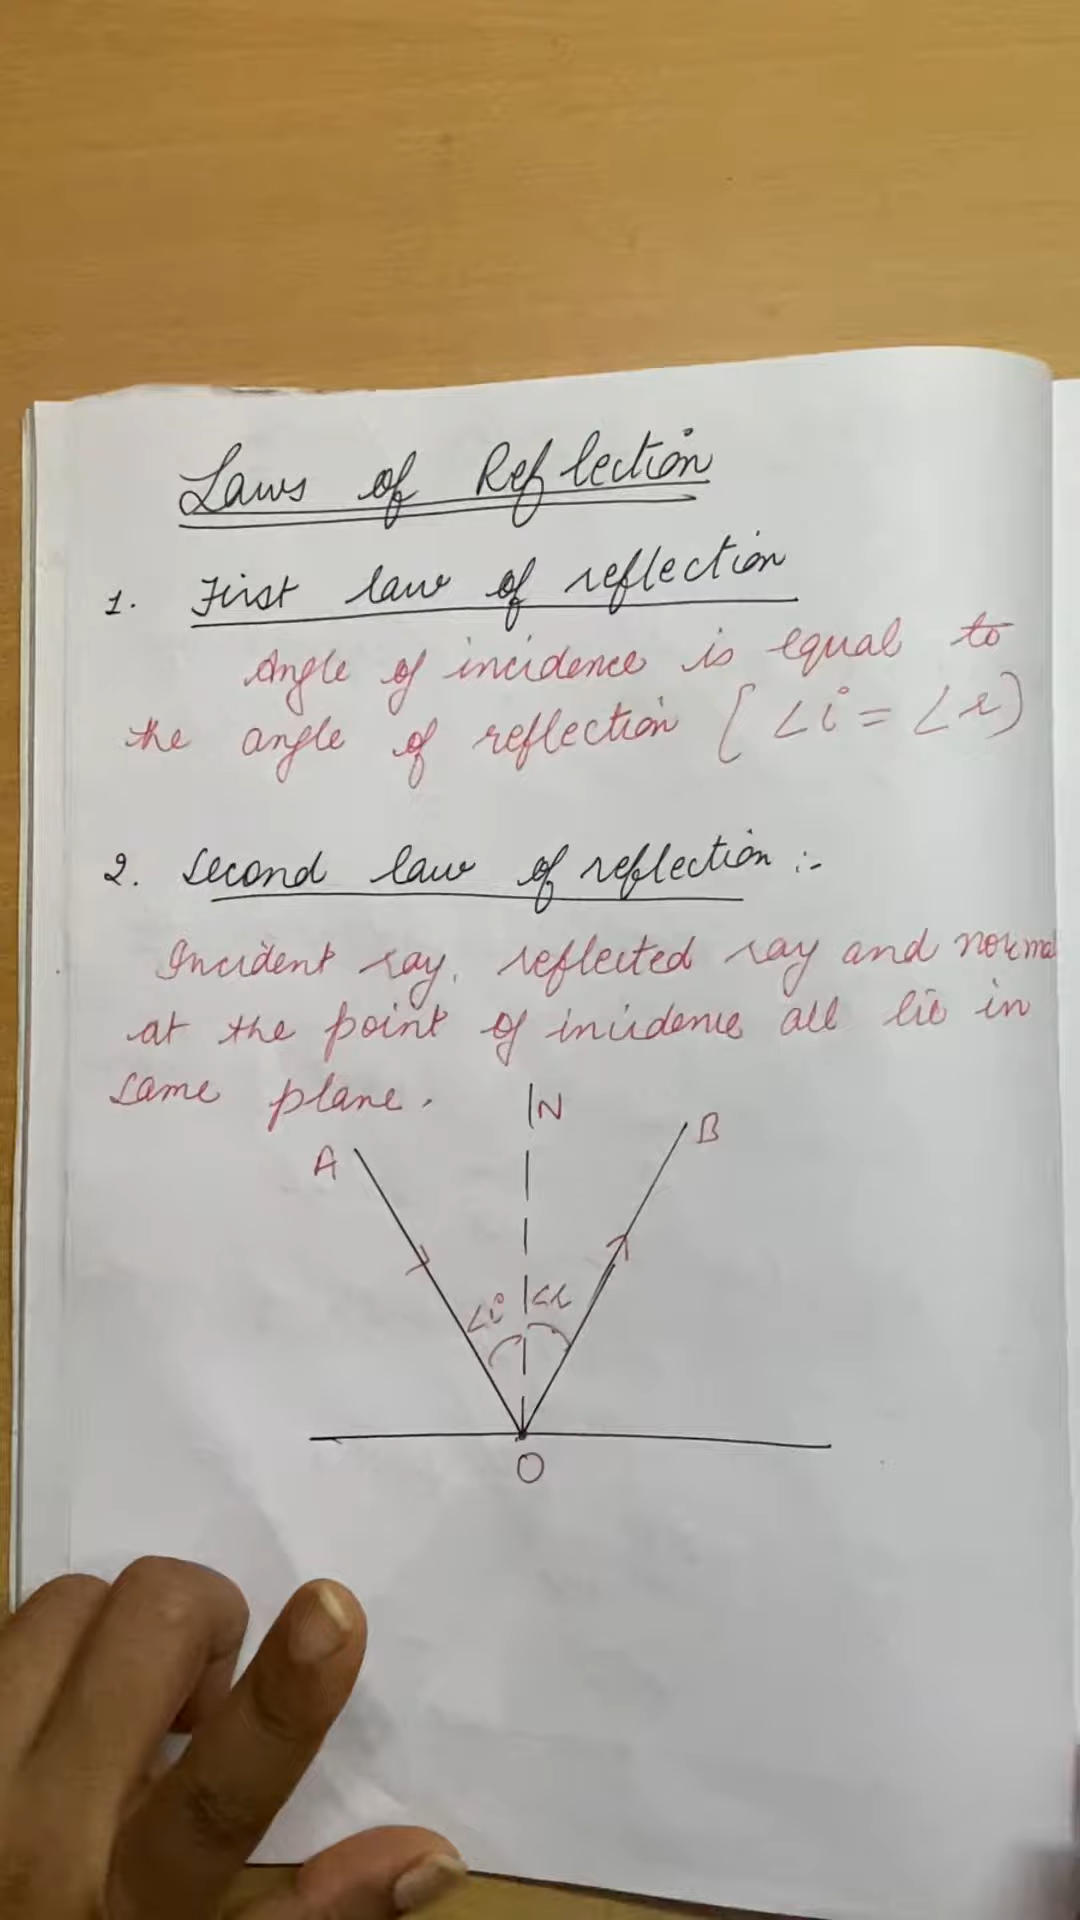 Laws of Reflection
1. First law of reflection
Angle of incidence is equal to
the angle of reflection [∠i = ∠r)
2. Second law of reflection :-
Incident ray, reflected ray and normal
at the point of incidence all lie in
same plane.
N
A
B
∠i
∠r
O